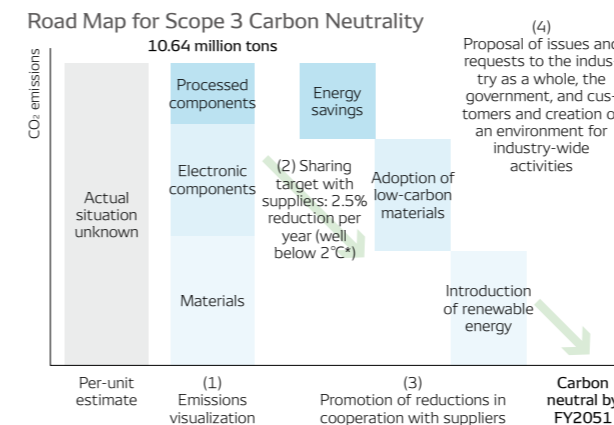 Road Map for Scope 3 Carbon Neutrality
CO₂ emissions
10.64 million tons
Actual
situation
unknown
Processed
components
Electronic
components
Materials
Energy
savings
(2) Sharing
target with
suppliers: 2.5%
reduction per
year (well
below 2℃*)
Adoption of
low-carbon
materials
Introduction
of renewable
energy
(4)
Proposal of issues and
requests to the indus-
try as a whole, the
government, and cus-
tomers and creation o
an environment for
industry-wide
activities
Per-unit
estimate
(1)
Emissions
visualization
(3)
Promotion of reductions in
cooperation with suppliers
Carbon
neutral by
FY2051